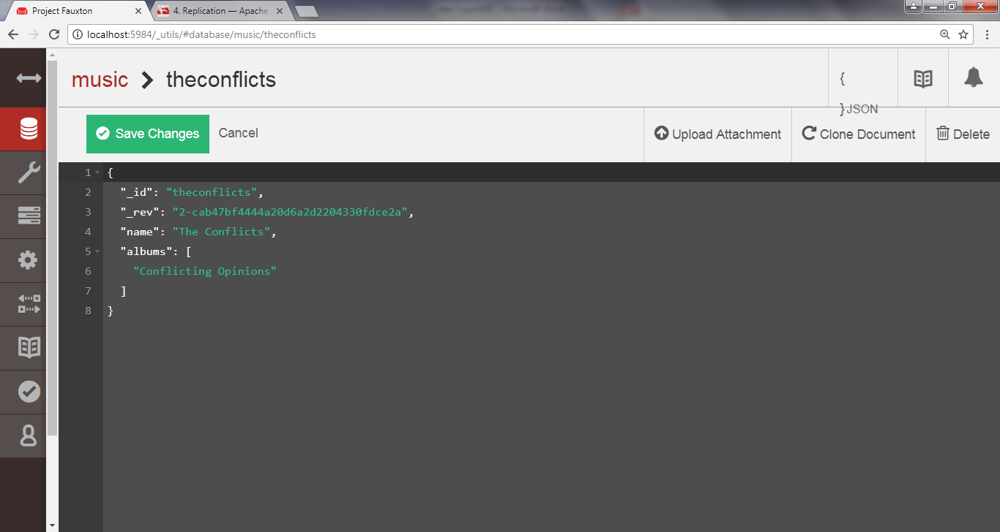 Project Fauxton
4. Replication — Apache
localhost:5984/_utils/#database/music/theconflicts
music theconflicts
{
}JSON
Save Changes Cancel Upload Attachment Clone Document Delete
1 {
2 "_id": "theconflicts",
3 "_rev": "2-cab47bf4444a20d6a2d2204330fdce2a",
4 "name": "The Conflicts",
5 "albums": [
6 "Conflicting Opinions"
7 ]
8 }